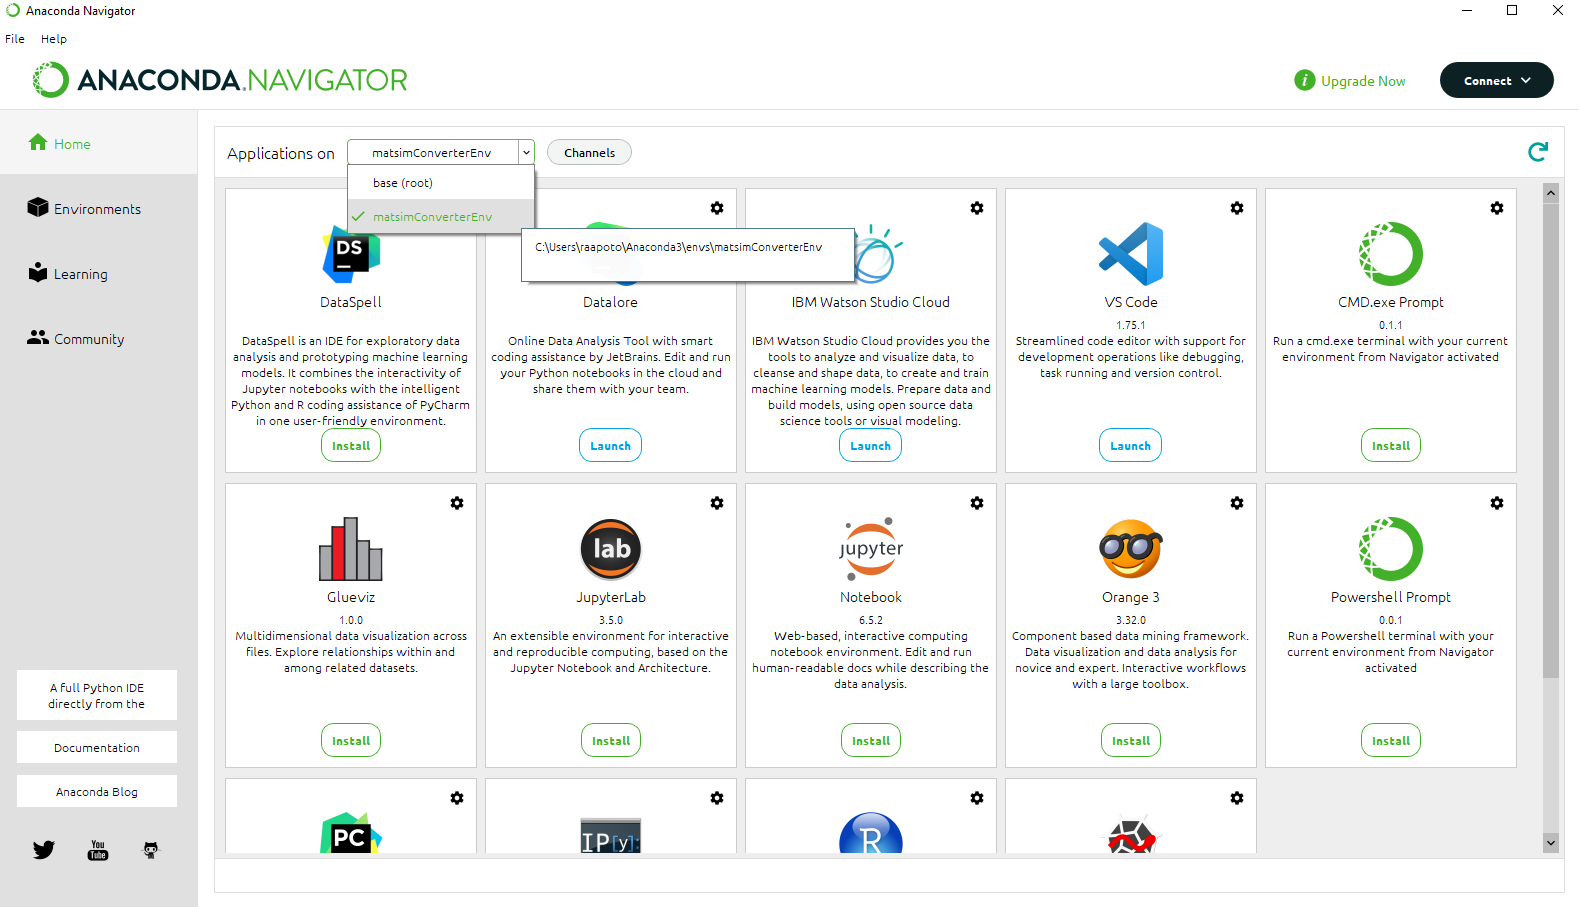 Anaconda Navigator
File Help
ANACONDA.NAVIGATOR
i Upgrade Now
Connect
Home
Environments
Learning
Community
A full Python IDE
directly from the
Documentation
Anaconda Blog
You
Tube
Applications on
matsimConverterEnv
Channels
base (root)
matsimConverterEnv
C:\Users\raapoto\Anaconda3\envs\matsimConverterEnv
DS
DataSpell
DataSpell is an IDE for exploratory data
analysis and prototyping machine learning
models. It combines the interactivity of
Jupyter notebooks with the intelligent
Python and R coding assistance of PyCharm
in one user-friendly environment.
Install
Datalore
Online Data Analysis Tool with smart
coding assistance by JetBrains. Edit and run
your Python notebooks in the cloud and
share them with your team.
Launch
IBM Watson Studio Cloud
IBM Watson Studio Cloud provides you the
tools to analyze and visualize data, to
cleanse and shape data, to create and train
machine learning models. Prepare data and
build models, using open source data
science tools or visual modeling.
Launch
VS Code
1.75.1
Streamlined code editor with support for
development operations like debugging,
task running and version control.
Launch
CMD.exe Prompt
0.1.1
Run a cmd.exe terminal with your current
environment from Navigator activated
Install
Glueviz
1.0.0
Multidimensional data visualization across
files. Explore relationships within and
among related datasets.
Install
lab
JupyterLab
3.5.0
An extensible environment for interactive
and reproducible computing, based on the
Jupyter Notebook and Architecture.
Install
jupyter
Notebook
6.5.2
Web-based, interactive computing
notebook environment. Edit and run
human-readable docs while describing the
data analysis.
Install
Orange 3
3.32.0
Component based data mining framework.
Data visualization and data analysis for
novice and expert. Interactive workflows
with a large toolbox.
Install
Powershell Prompt
0.0.1
Run a Powershell terminal with your
current environment from Navigator
activated
Install
PC
IP[y]:
R